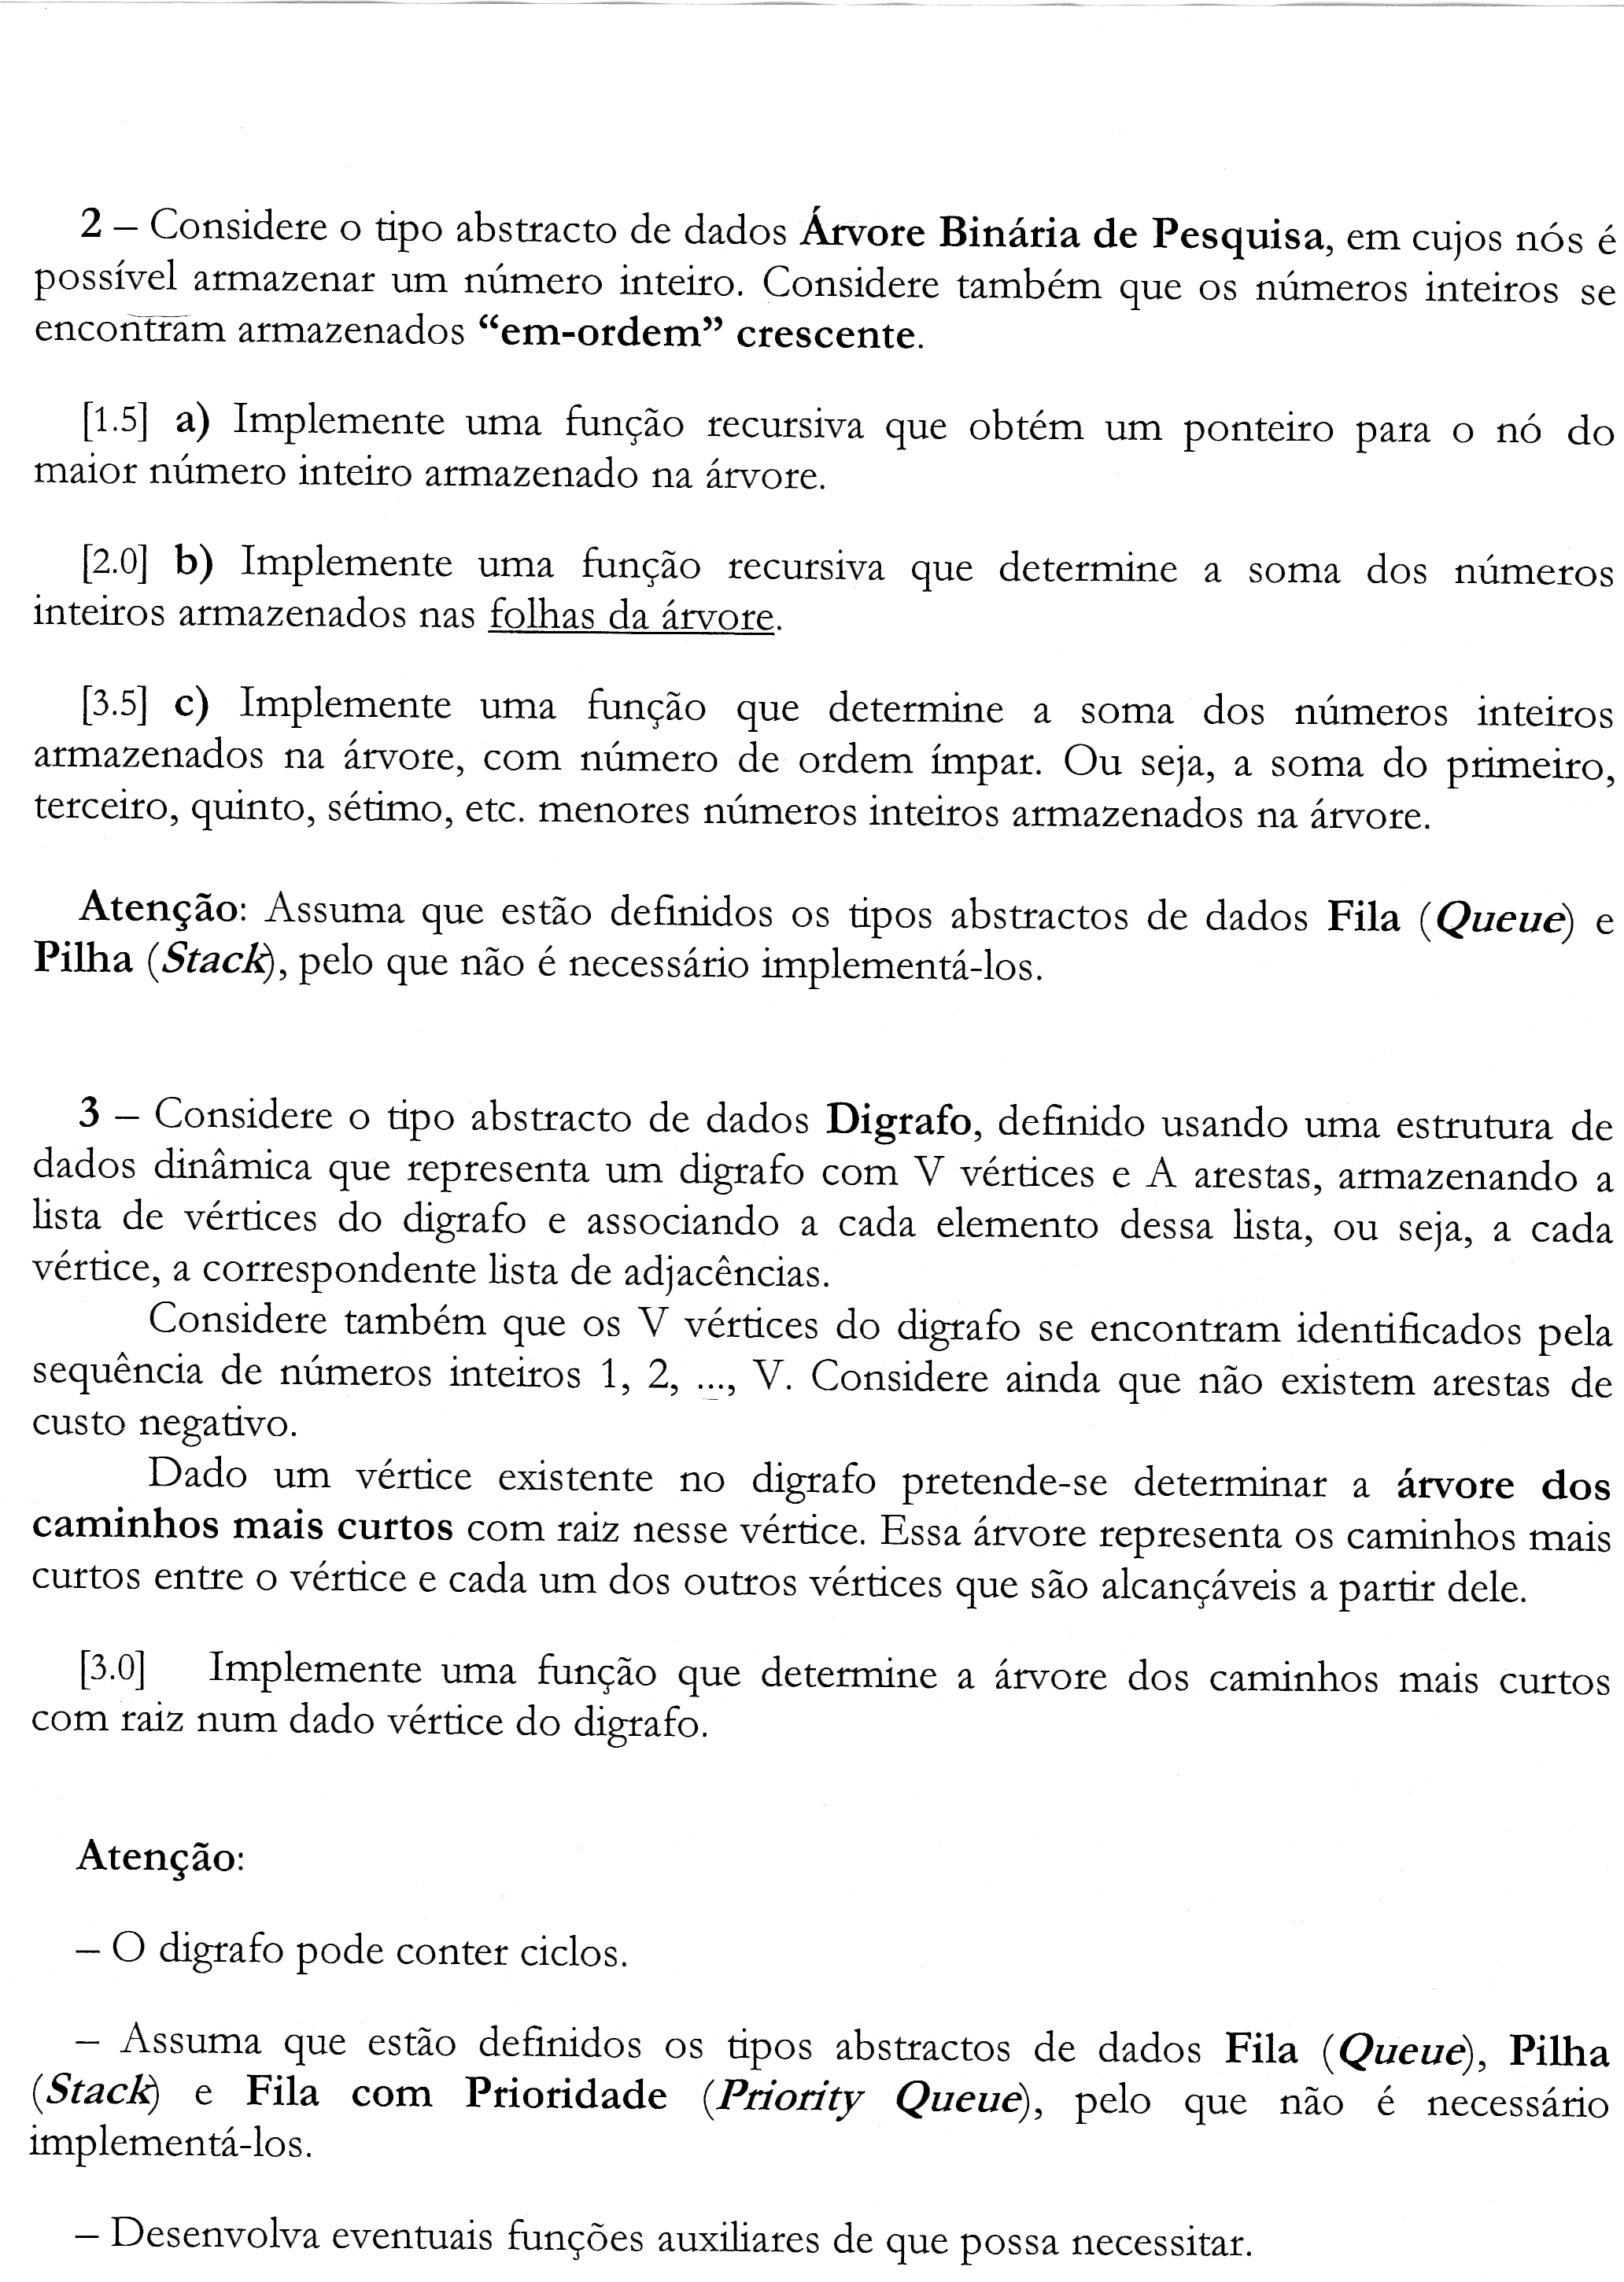 2 – Considere o tipo abstracto de dados Árvore Binária de Pesquisa, em cujos nós é
possível armazenar um número inteiro. Considere também que os números inteiros se
encontram armazenados “em-ordem” crescente.
[1.5] a) Implemente uma função recursiva que obtém um ponteiro para o nó do
maior número inteiro armazenado na árvore.
[2.0] b) Implemente uma função recursiva que determine a soma dos números
inteiros armazenados nas folhas da árvore.
[3.5] c) Implemente uma função que determine a soma dos números inteiros
armazenados na árvore, com número de ordem ímpar. Ou seja, a soma do primeiro,
terceiro, quinto, sétimo, etc. menores números inteiros armazenados na árvore.
Atenção: Assuma que estão definidos os tipos abstractos de dados Fila (Queue) e
Pilha (Stack), pelo que não é necessário implementá-los.
3 – Considere o tipo abstracto de dados Digrafo, definido usando uma estrutura de
dados dinâmica que representa um digrafo com V vértices e A arestas, armazenando a
lista de vértices do digrafo e associando a cada elemento dessa lista, ou seja, a cada
vértice, a correspondente lista de adjacências.
Considere também que os V vértices do digrafo se encontram identificados pela
sequência de números inteiros 1, 2, ..., V. Considere ainda que não existem arestas de
custo negativo.
Dado um vértice existente no digrafo pretende-se determinar a árvore dos
caminhos mais curtos com raiz nesse vértice. Essa árvore representa os caminhos mais
curtos entre o vértice e cada um dos outros vértices que são alcançáveis a partir dele.
[3.0] Implemente uma função que determine a árvore dos caminhos mais curtos
com raiz num dado vértice do digrafo.
Atenção:
– O digrafo pode conter ciclos.
– Assuma que estão definidos os tipos abstractos de dados Fila (Queue), Pilha
(Stack) e Fila com Prioridade (Priority Queue), pelo que não é necessário
implementá-los.
– Desenvolva eventuais funções auxiliares de que possa necessitar.